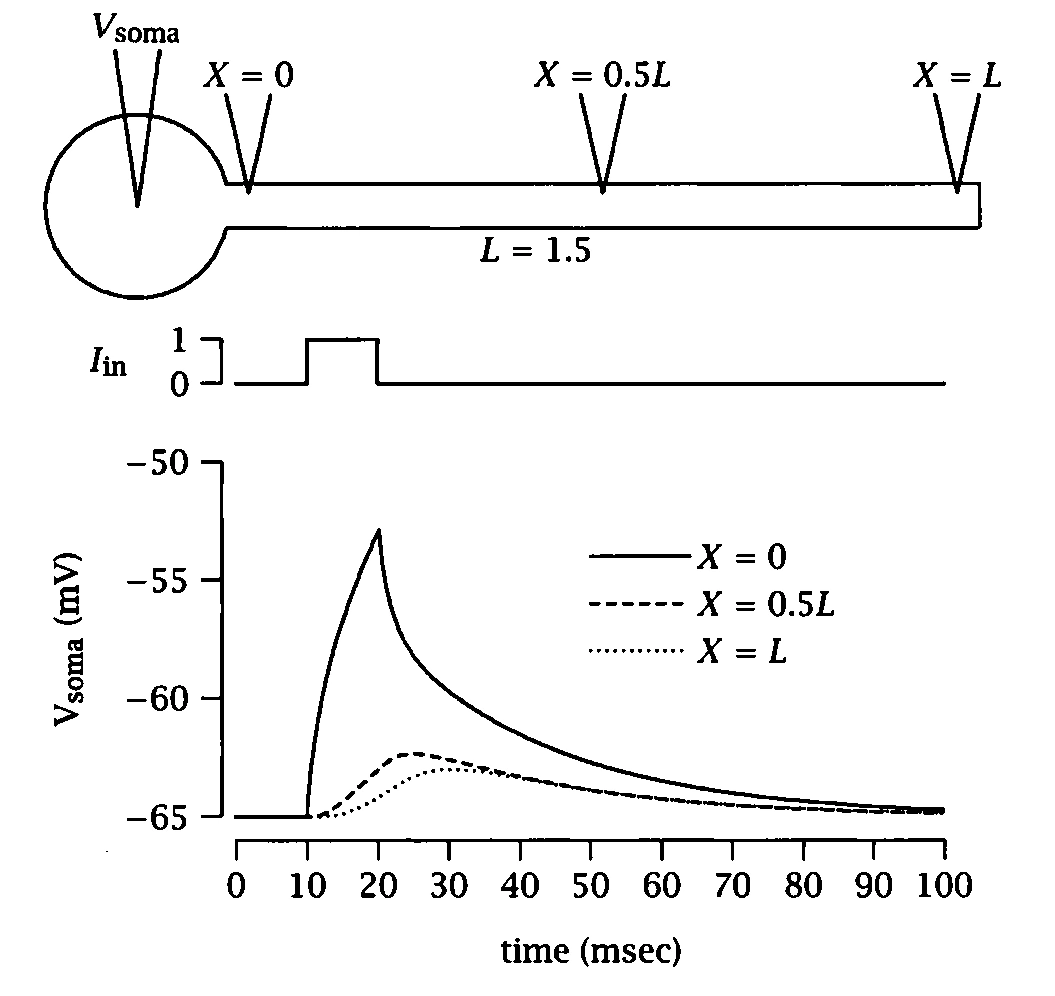 Vsoma
X = 0
X = 0.5L
X = L
L = 1.5
Iin
1
0
−50
−55
−60
−65
Vsoma (mV)
X = 0
X = 0.5L
X = L
0 10 20 30 40 50 60 70 80 90 100
time (msec)